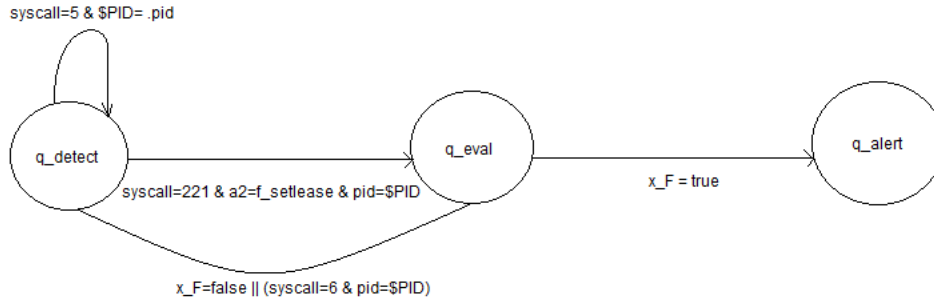 syscall=5 & $PID= .pid
q_detect
q_eval
q_alert
syscall=221 & a2=f_setlease & pid=$PID
x_F = true
x_F=false || (syscall=6 & pid=$PID)